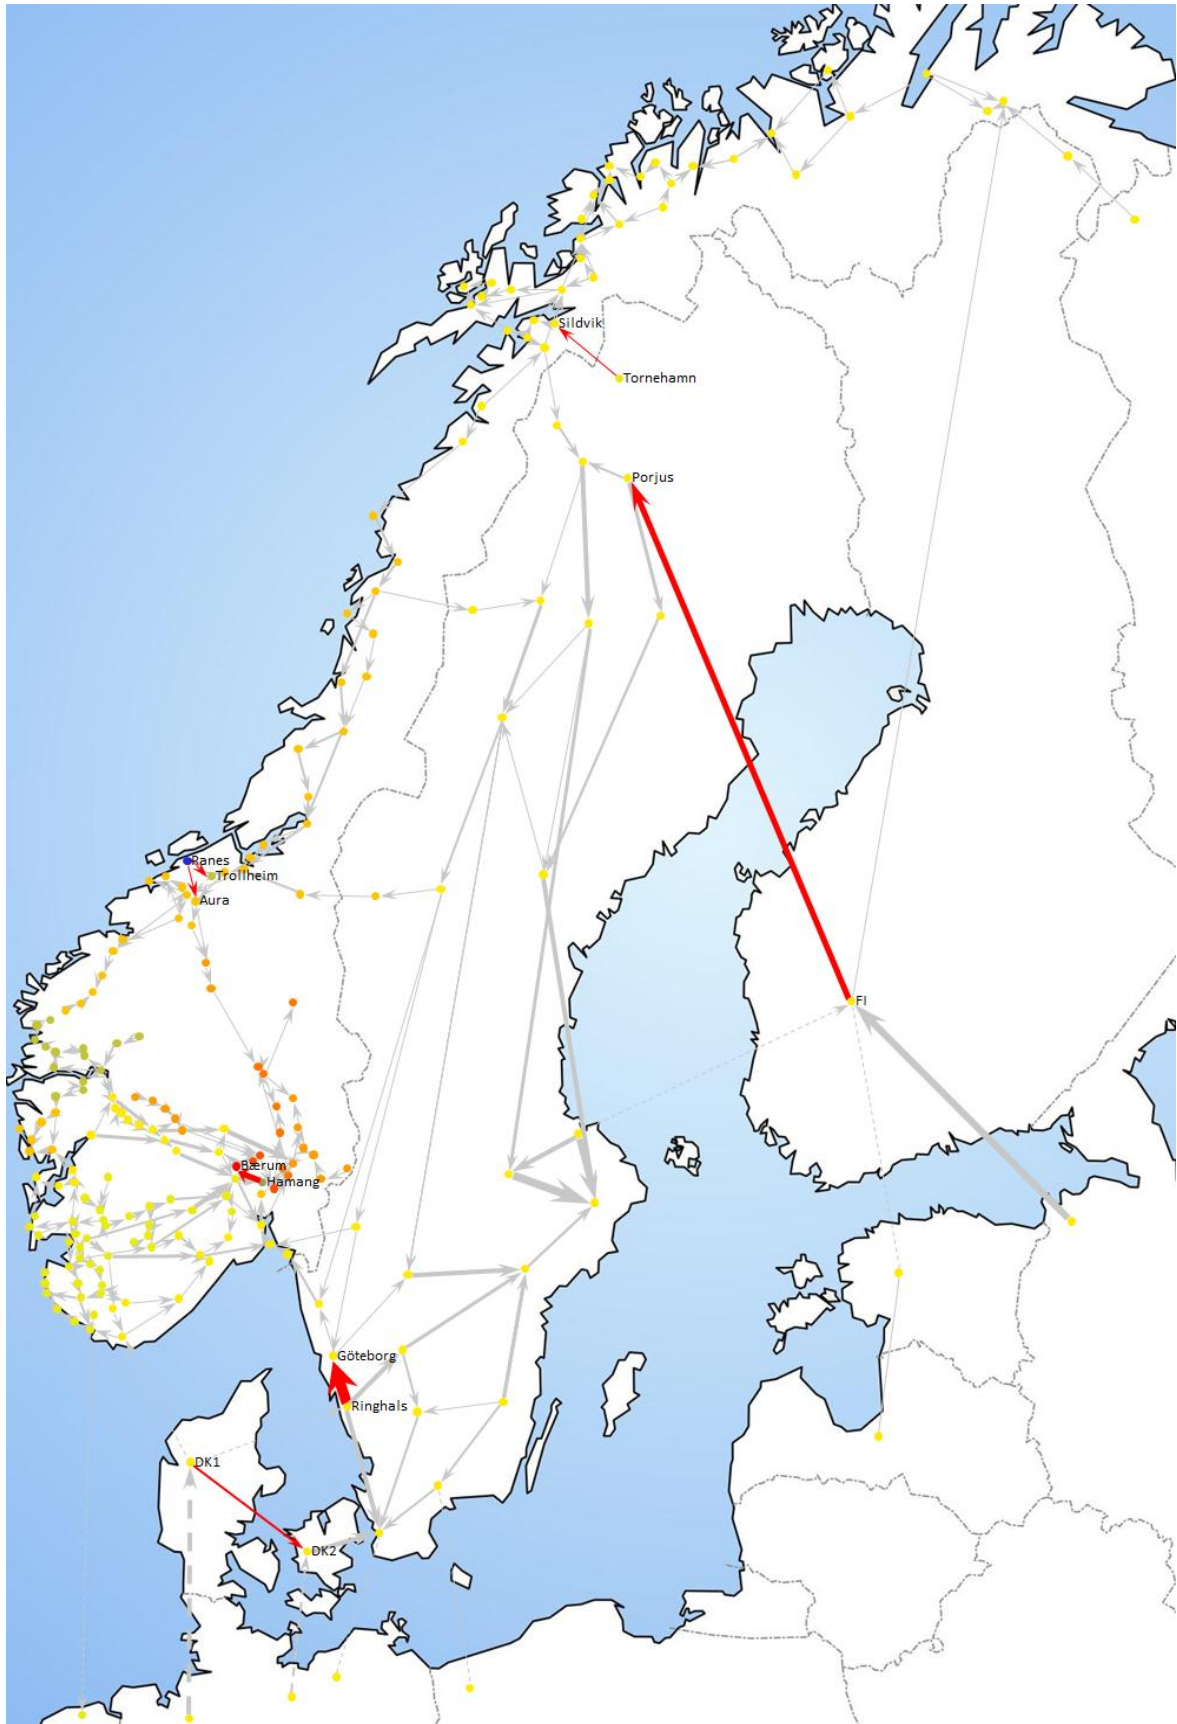 Sildvik
Tornehamn
Porjus
Ranes
Trollheim
Aura
FI
Bærum
Hamang
Göteborg
Ringhals
DK1
DK2